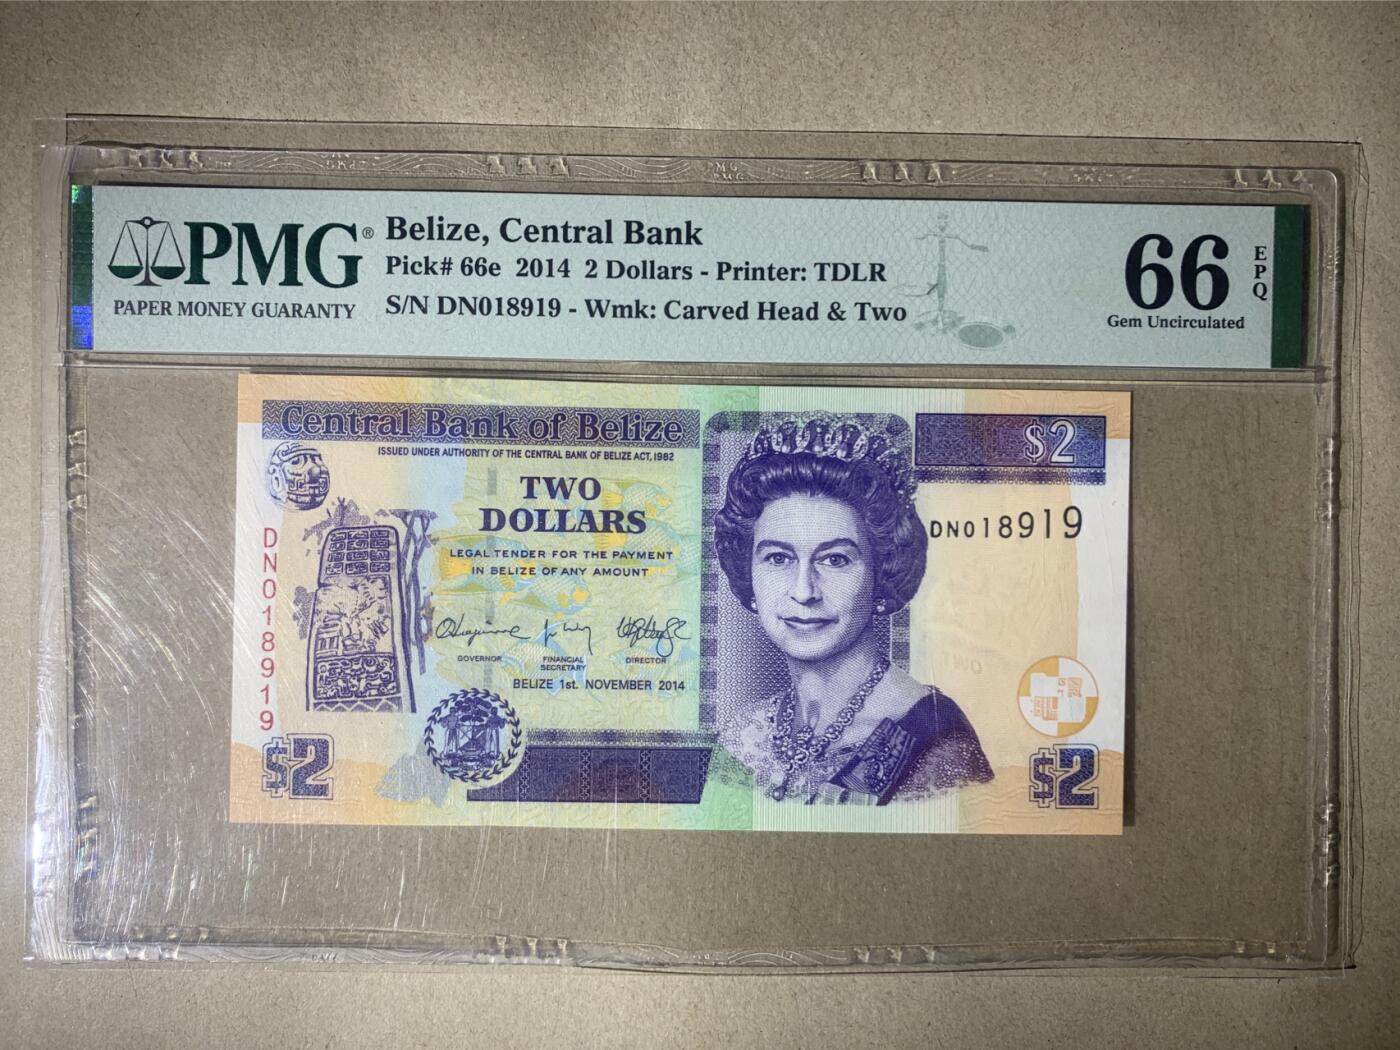 PMG®
PAPER MONEY GUARANTY
Belize, Central Bank
Pick# 66e 2014 2 Dollars - Printer: TDLR
S/N DN018919 - Wmk: Carved Head & Two
66
EPQ
Gem Uncirculated
Central Bank of Belize
$2
ISSUED UNDER AUTHORITY OF THE CENTRAL BANK OF BELIZE ACT, 1982
TWO
DOLLARS
LEGAL TENDER FOR THE PAYMENT
IN BELIZE OF ANY AMOUNT
DN018919
DN018919
GOVERNOR
FINANCIAL
SECRETARY
DIRECTOR
BELIZE 1st. NOVEMBER 2014
$2
$2